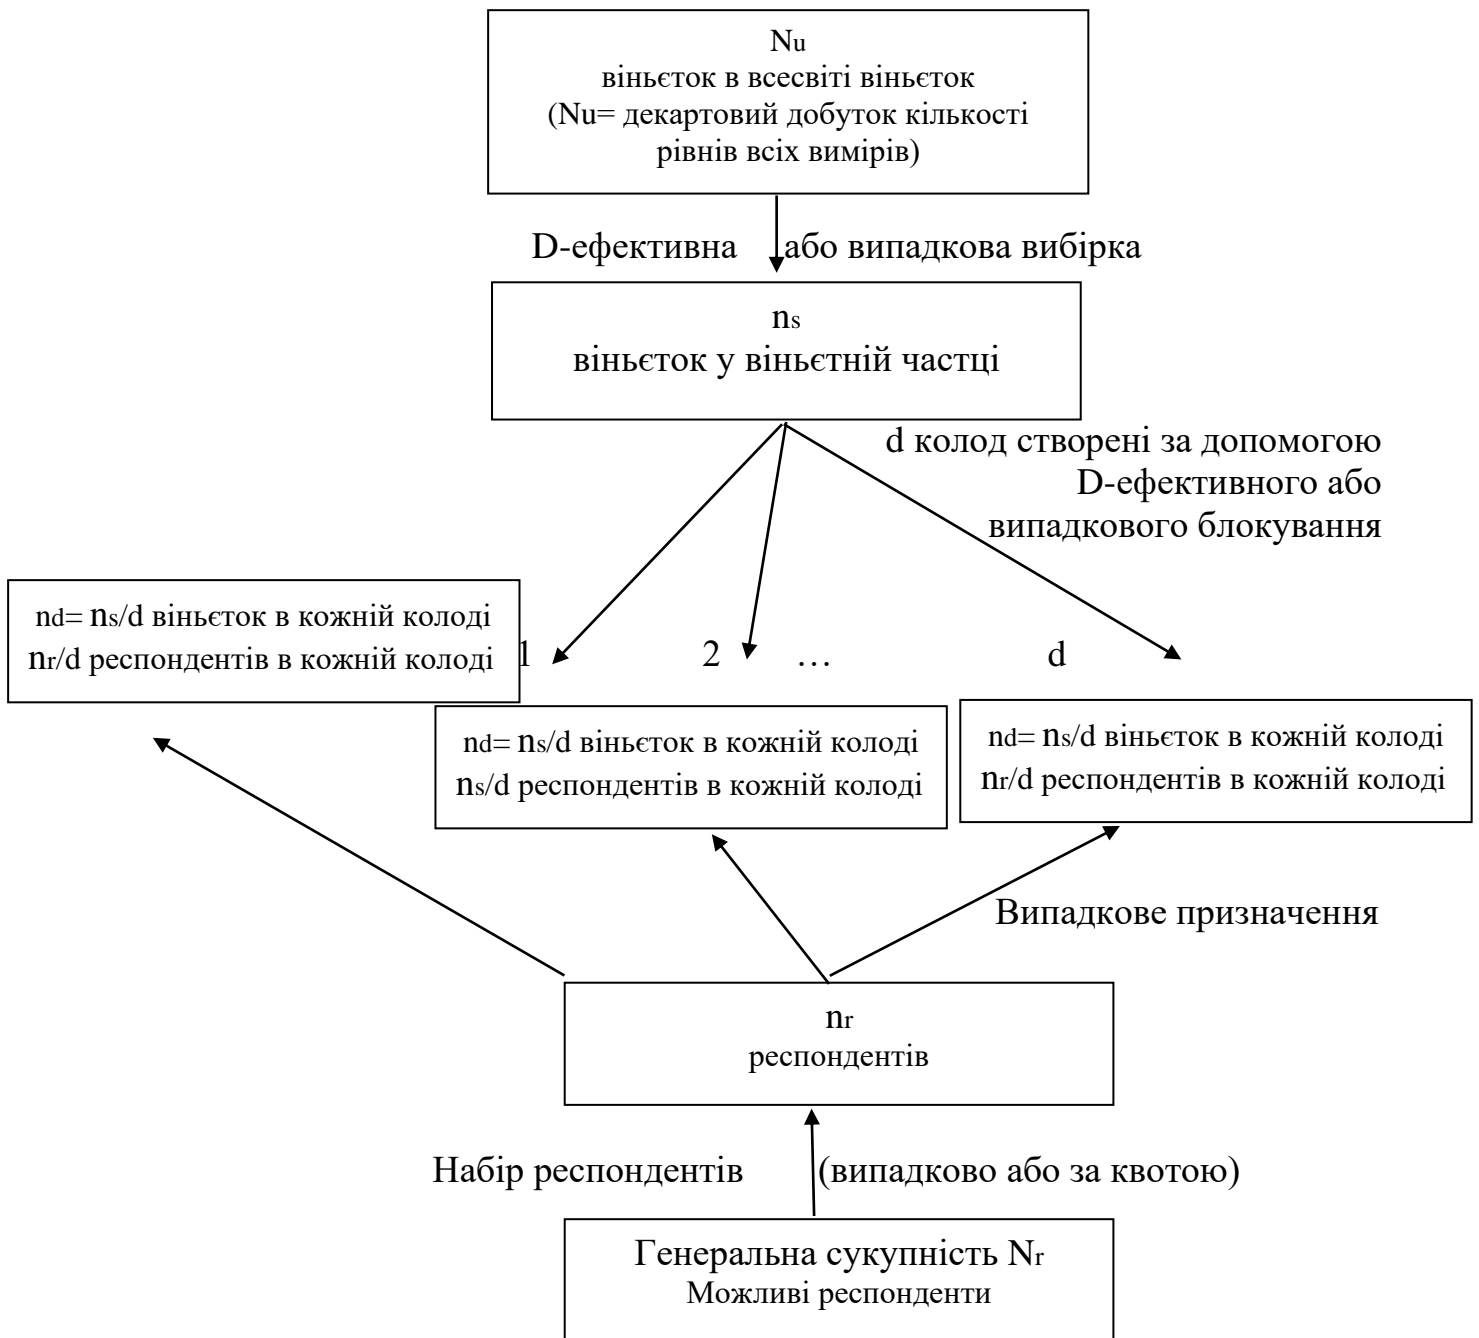 Nu
віньєток в всесвіті віньєток
(Nu= декартовий добуток кількості
рівнів всіх вимірів)
D-ефективна або випадкова вибірка
ns
віньєток у віньєтній частці
d колод створені за допомогою
D-ефективного або
випадкового блокування
nd= ns/d віньєток в кожній колоді
nr/d респондентів в кожній колоді
1 2 … d
nd= ns/d віньєток в кожній колоді
ns/d респондентів в кожній колоді
nd= ns/d віньєток в кожній колоді
nr/d респондентів в кожній колоді
Випадкове призначення
nr
респондентів
Набір респондентів (випадково або за квотою)
Генеральна сукупність Nr
Можливі респонденти